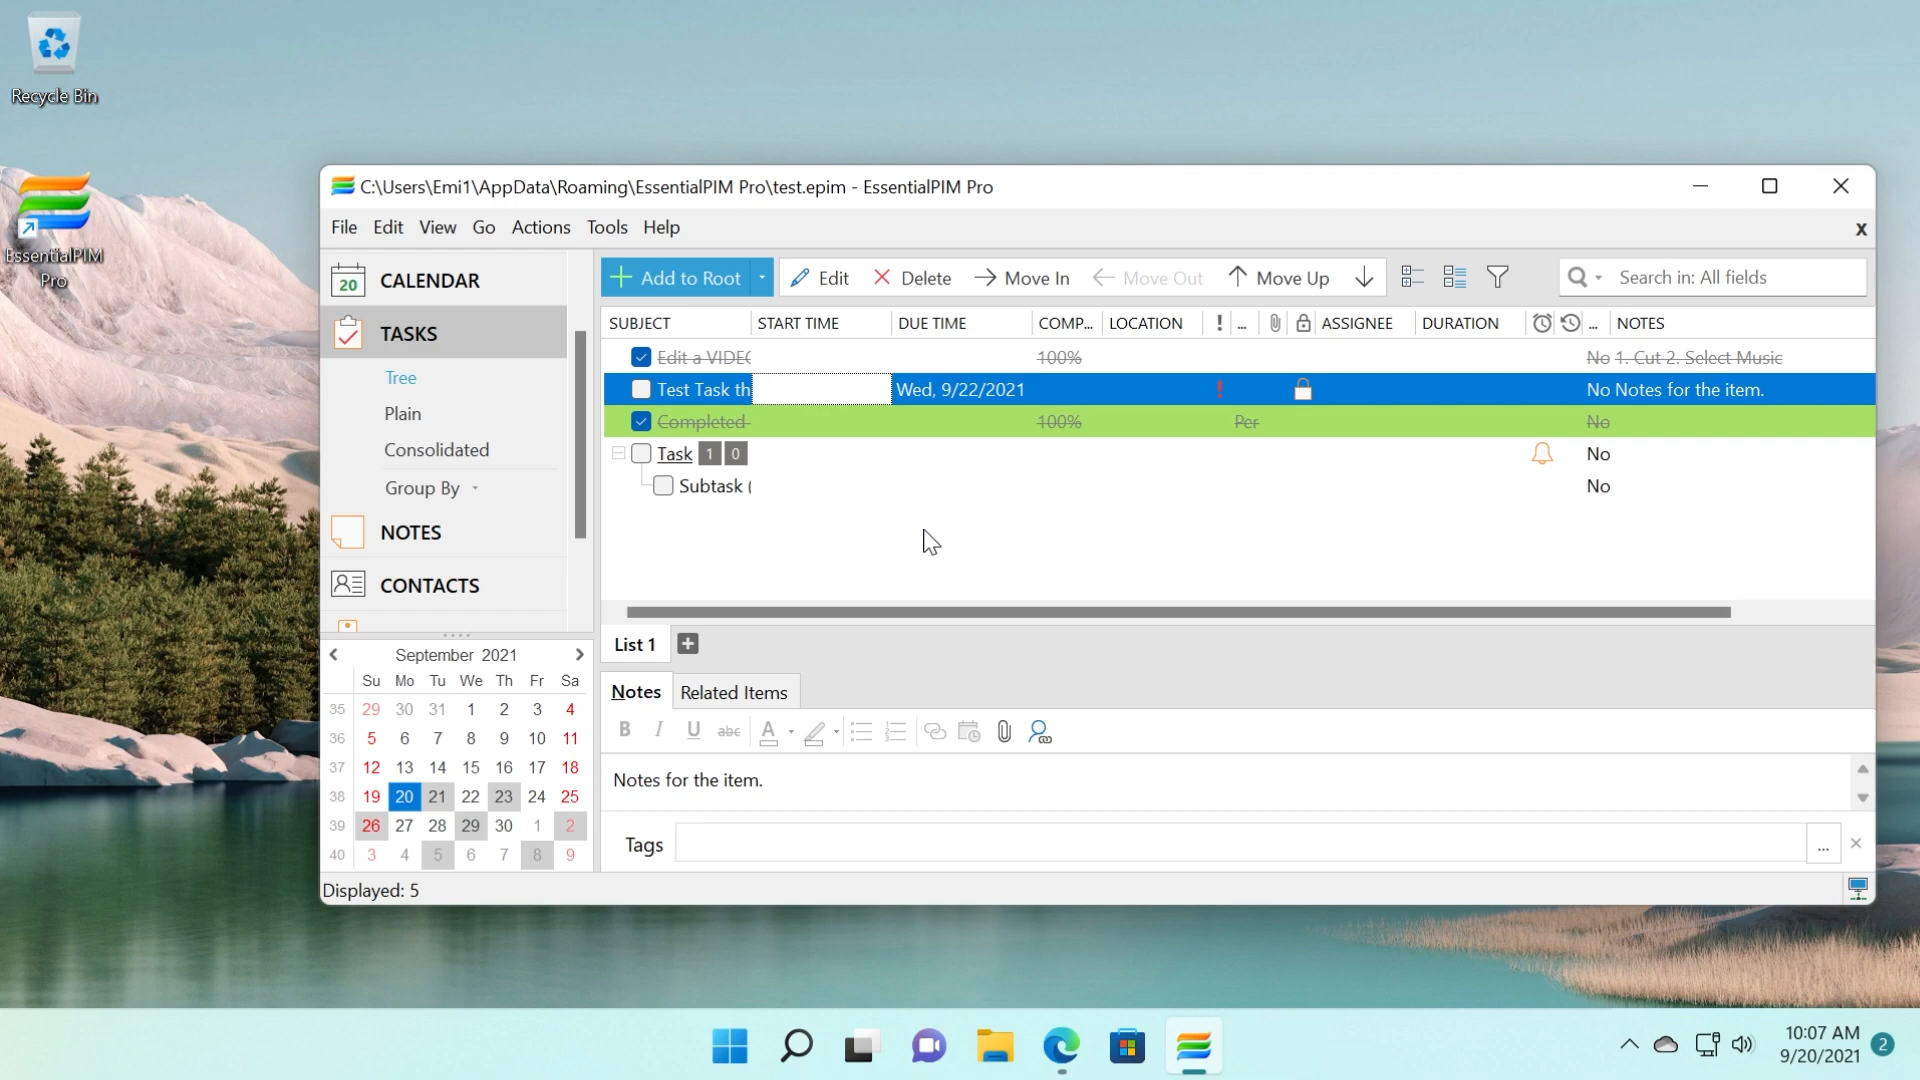 Recycle Bin
EssentialPIM
Pro
C:\Users\Emi1\AppData\Roaming\EssentialPIM Pro\test.epim - EssentialPIM Pro
File Edit View Go Actions Tools Help
x
20 CALENDAR
TASKS
Tree
Plain
Consolidated
Group By
NOTES
CONTACTS
Add to Root Edit Delete Move In Move Out Move Up Search in: All fields
SUBJECT START TIME DUE TIME COMP... LOCATION ! ... ASSIGNEE DURATION ... NOTES
Edit a VIDEO 100% No 1. Cut 2. Select Music
Test Task th Wed, 9/22/2021 ! No Notes for the item.
Completed 100% Per No
Task 1 0 No
Subtask ( No
List 1
Notes Related Items
B I U abc A
Notes for the item.
Tags ...
September 2021
Su Mo Tu We Th Fr Sa
35 29 30 31 1 2 3 4
36 5 6 7 8 9 10 11
37 12 13 14 15 16 17 18
38 19 20 21 22 23 24 25
39 26 27 28 29 30 1 2
40 3 4 5 6 7 8 9
Displayed: 5
10:07 AM
9/20/2021
2